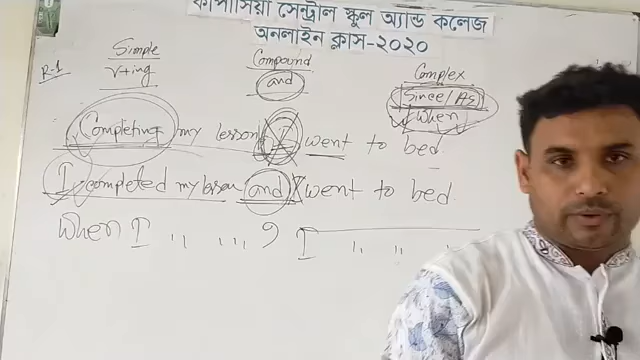 কাপাসিয়া সেন্ট্রাল স্কুল অ্যান্ড কলেজ
অনলাইন ক্লাস-২০২০
R-1
Simple
V+ing
Compound
and
Complex
Since/As
When
Completing my lesson, I went to bed
I completed my lesson and I went to bed.
When I " " , I " " "